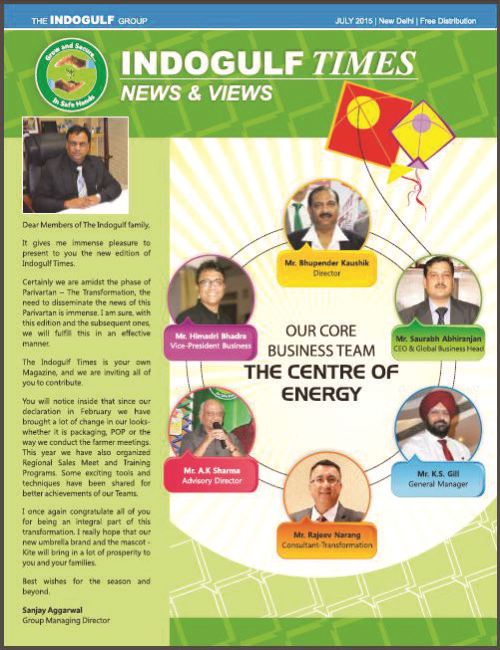 THE INDOGULF GROUP
JULY 2015 | New Delhi | Free Distribution
Grow and Secure
In Safe Hands
INDOGULF TIMES
NEWS & VIEWS
Dear Members of The Indogulf family,
It gives me immense pleasure to
present to you the new edition of
Indogulf Times.
Certainly we are amidst the phase of
Parivartan – The Transformation, the
need to disseminate the news of this
Parivartan is immense. I am sure, with
this edition and the subsequent ones,
we will fulfill this in an effective
manner.
The Indogulf Times is your own
Magazine, and we are inviting all of
you to contribute.
You will notice inside that since our
declaration in February we have
brought a lot of change in our looks-
whether it is packaging, POP or the
way we conduct the farmer meetings.
This year we have also organized
Regional Sales Meet and Training
Programs. Some exciting tools and
techniques have been shared for
better achievements of our Teams.
I once again congratulate all of you
for being an integral part of this
transformation. I really hope that our
new umbrella brand and the mascot -
Kite will bring in a lot of prosperity to
you and your families.
Best wishes for the season and
beyond.
Sanjay Aggarwal
Group Managing Director
Mr. Bhupender Kaushik
Director
Mr. Himadri Bhadra
Vice-President Business
Mr. Saurabh Abhiranjan
CEO & Global Business Head
OUR CORE
BUSINESS TEAM
THE CENTRE OF
ENERGY
Mr. A.K Sharma
Advisory Director
Mr. K.S. Gill
General Manager
Mr. Rajeev Narang
Consultant-Transformation